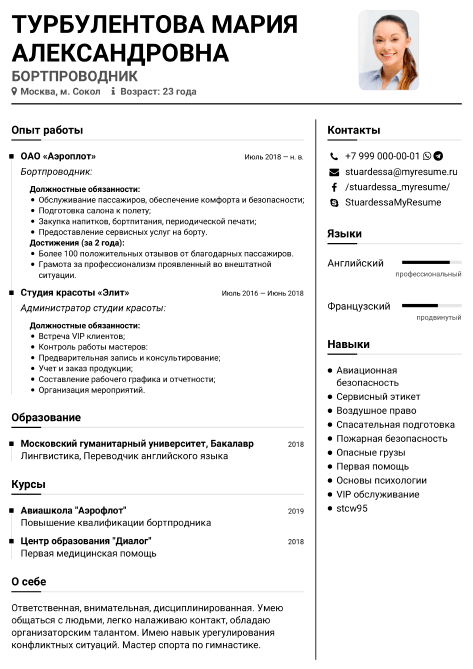 ТУРБУЛЕНТОВА МАРИЯ
АЛЕКСАНДРОВНА
БОРТПРОВОДНИК
Москва, м. Сокол Возраст: 23 года
Опыт работы
ОАО «Аэроплот» Июль 2018 — н. в.
Бортпроводник:
Должностные обязанности:
Обслуживание пассажиров, обеспечение комфорта и безопасности;
Подготовка салона к полету;
Закупка напитков, бортпитания, периодической печати;
Предоставление сервисных услуг на борту.
Достижения (за 2 года):
Более 100 положительных отзывов от благодарных пассажиров.
Грамота за профессионализм проявленный во внештатной
ситуации.
Студия красоты «Элит» Июль 2016 — Июнь 2018
Администратор студии красоты:
Должностные обязанности:
Встреча VIP клиентов;
Контроль работы мастеров:
Предварительная запись и консультирование;
Учет и заказ продукции;
Составление рабочего графика и отчетности;
Организация мероприятий.
Образование
Московский гуманитарный университет, Бакалавр 2018
Лингвистика, Переводчик английского языка
Курсы
Авиашкола "Аэрофлот" 2019
Повышение квалификации бортпродника
Центр образования "Диалог" 2018
Первая медицинская помощь
О себе
Ответственная, внимательная, дисциплинированная. Умею
общаться с людьми, легко налаживаю контакт, обладаю
организаторским талантом. Имею навык урегулирования
конфликтных ситуаций. Мастер спорта по гимнастике.
Контакты
+7 999 000-00-01
stuardessa@myresume.ru
/stuardessa_myresume/
StuardessaMyResume
Языки
Английский
профессиональный
Французский
продвинутый
Навыки
Авиационная
безопасность
Сервисный этикет
Воздушное право
Спасательная подготовка
Пожарная безопасность
Опасные грузы
Первая помощь
Основы психологии
VIP обслуживание
stcw95